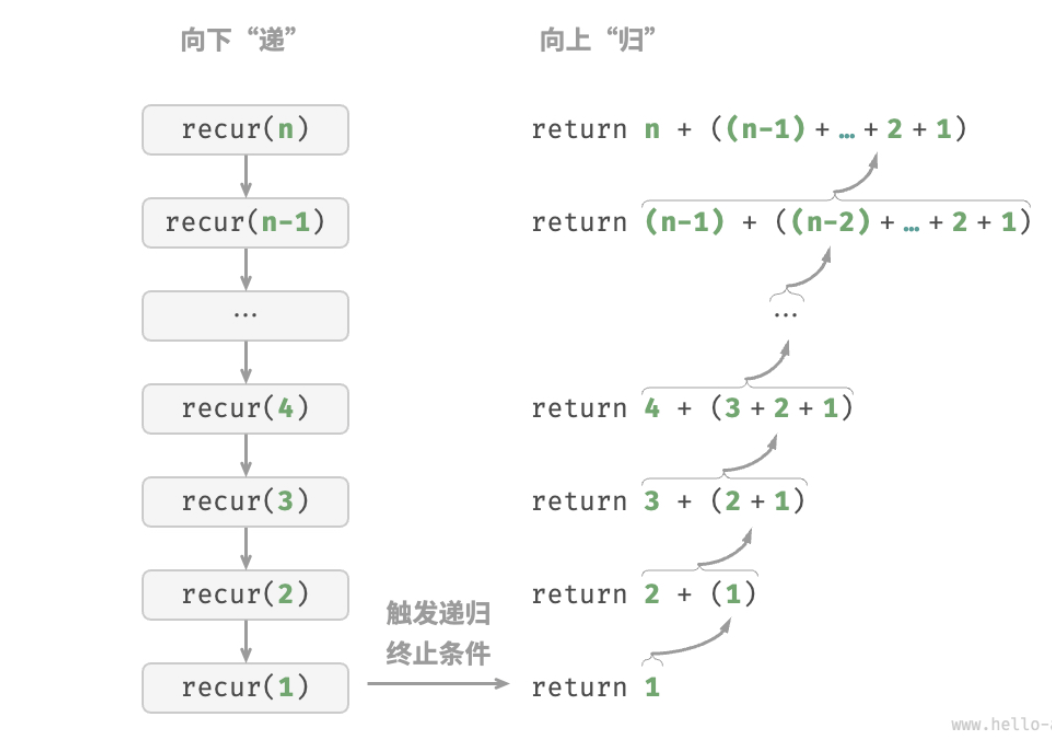 向下“递”
向上“归”
recur(n)
return n + ((n-1) + … + 2 + 1)
recur(n-1)
return (n-1) + ((n-2) + … + 2 + 1)
…
…
recur(4)
return 4 + (3 + 2 + 1)
recur(3)
return 3 + (2 + 1)
recur(2)
return 2 + (1)
触发递归
终止条件
recur(1)
return 1
www.hello-a